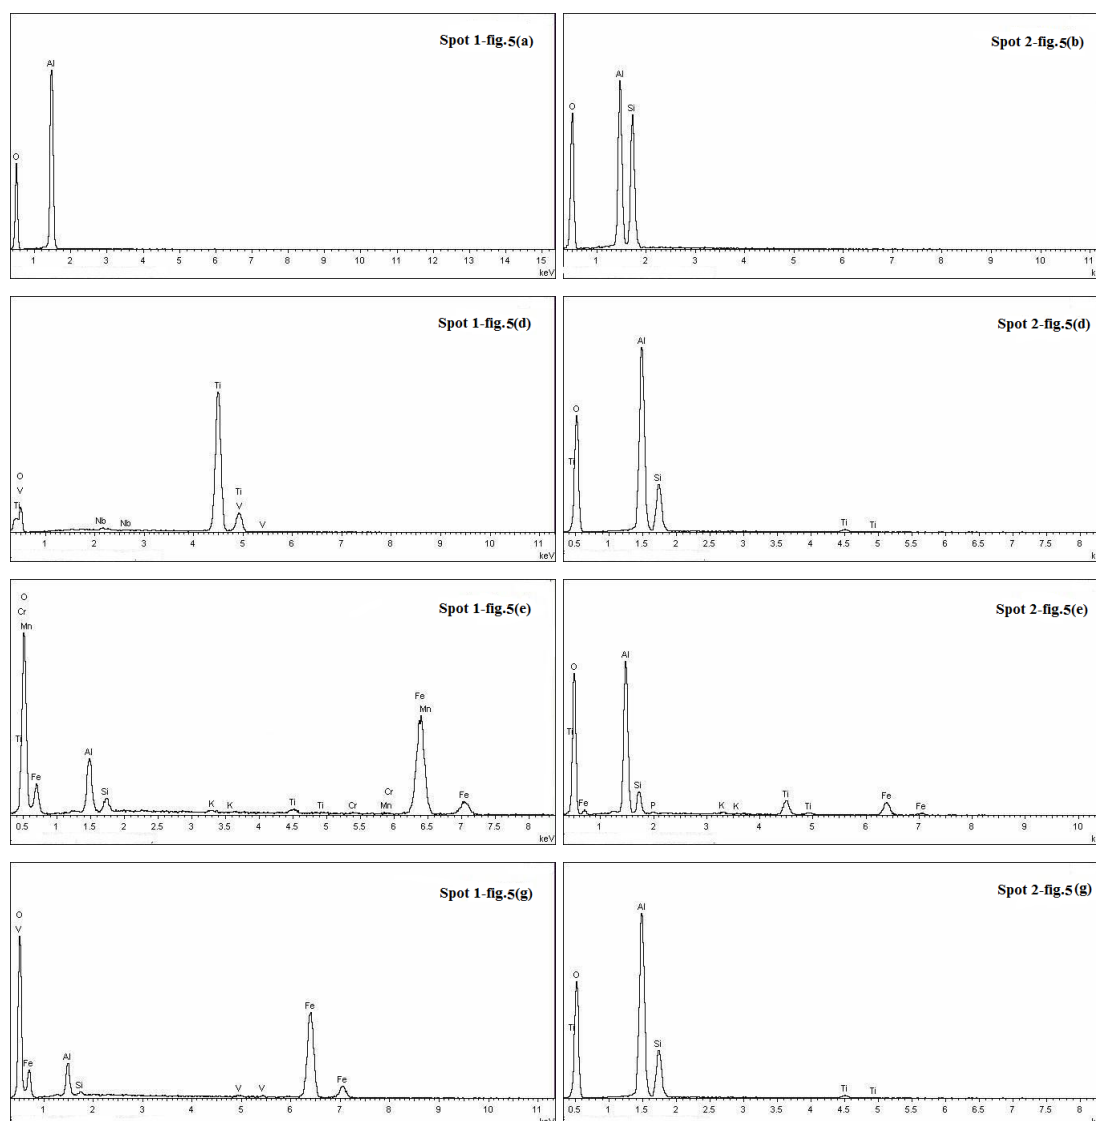 Spot 1-fig.5(a)
Al
O
1 2 3 4 5 6 7 8 9 10 11 12 13 14 15
keV
Spot 2-fig.5(b)
Al
O
Si
1 2 3 4 5 6 7 8 9 10 11
k
Spot 1-fig.5(d)
Ti
O
V
Ti
Nb Nb
Ti
V
V
1 2 3 4 5 6 7 8 9 10 11
keV
Spot 2-fig.5(d)
Al
O
Ti
Si
Ti Ti
0.5 1 1.5 2 2.5 3 3.5 4 4.5 5 5.5 6 6.5 7 7.5 8
k
Spot 1-fig.5(e)
O
Cr
Mn
Ti
Fe
Al
Si
K K
Ti Ti
Cr
Cr
Mn
Fe
Mn
Fe
0.5 1 1.5 2 2.5 3 3.5 4 4.5 5 5.5 6 6.5 7 7.5 8
keV
Spot 2-fig.5(e)
Al
O
Ti
Fe
Si
P
K K
Ti
Ti
Fe
Fe
1 2 3 4 5 6 7 8 9 10
k
Spot 1-fig.5(g)
O
V
Fe
Al
Si
V V
Fe
Fe
1 2 3 4 5 6 7 8 9 10 11
keV
Spot 2-fig.5(g)
Al
O
Ti
Si
Ti Ti
0.5 1 1.5 2 2.5 3 3.5 4 4.5 5 5.5 6 6.5 7 7.5 8
k